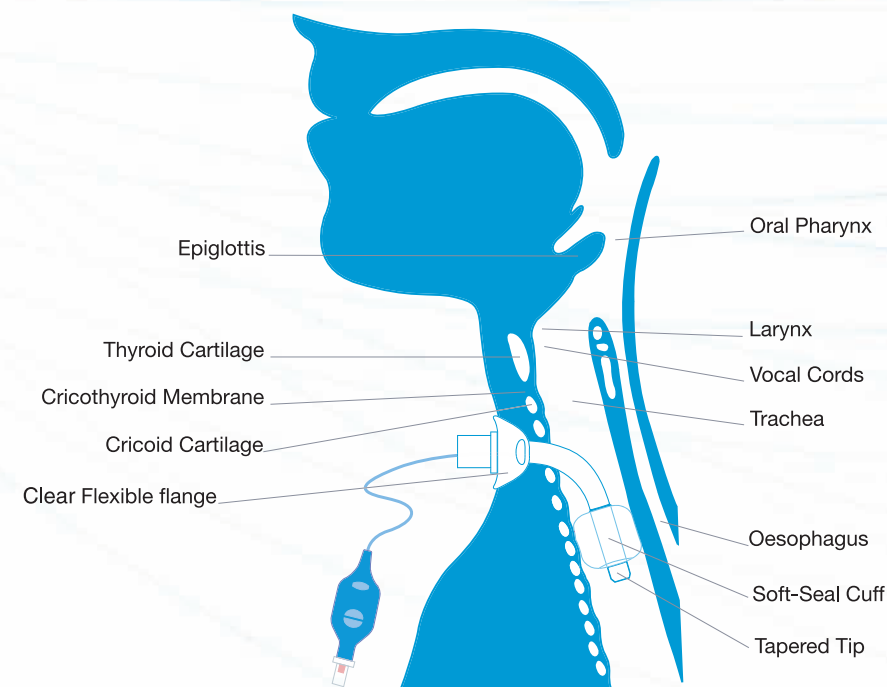 Epiglottis
Thyroid Cartilage
Cricothyroid Membrane
Cricoid Cartilage
Clear Flexible flange
Oral Pharynx
Larynx
Vocal Cords
Trachea
Oesophagus
Soft-Seal Cuff
Tapered Tip